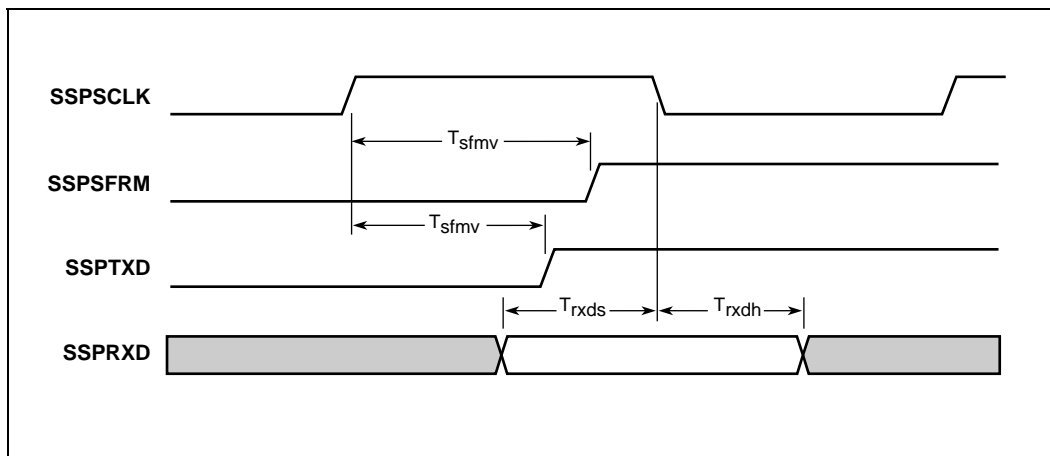 SSPSCLK
Tsfmv
SSPSFRM
Tsfmv
SSPTXD
Trxds Trxdh
SSPRXD